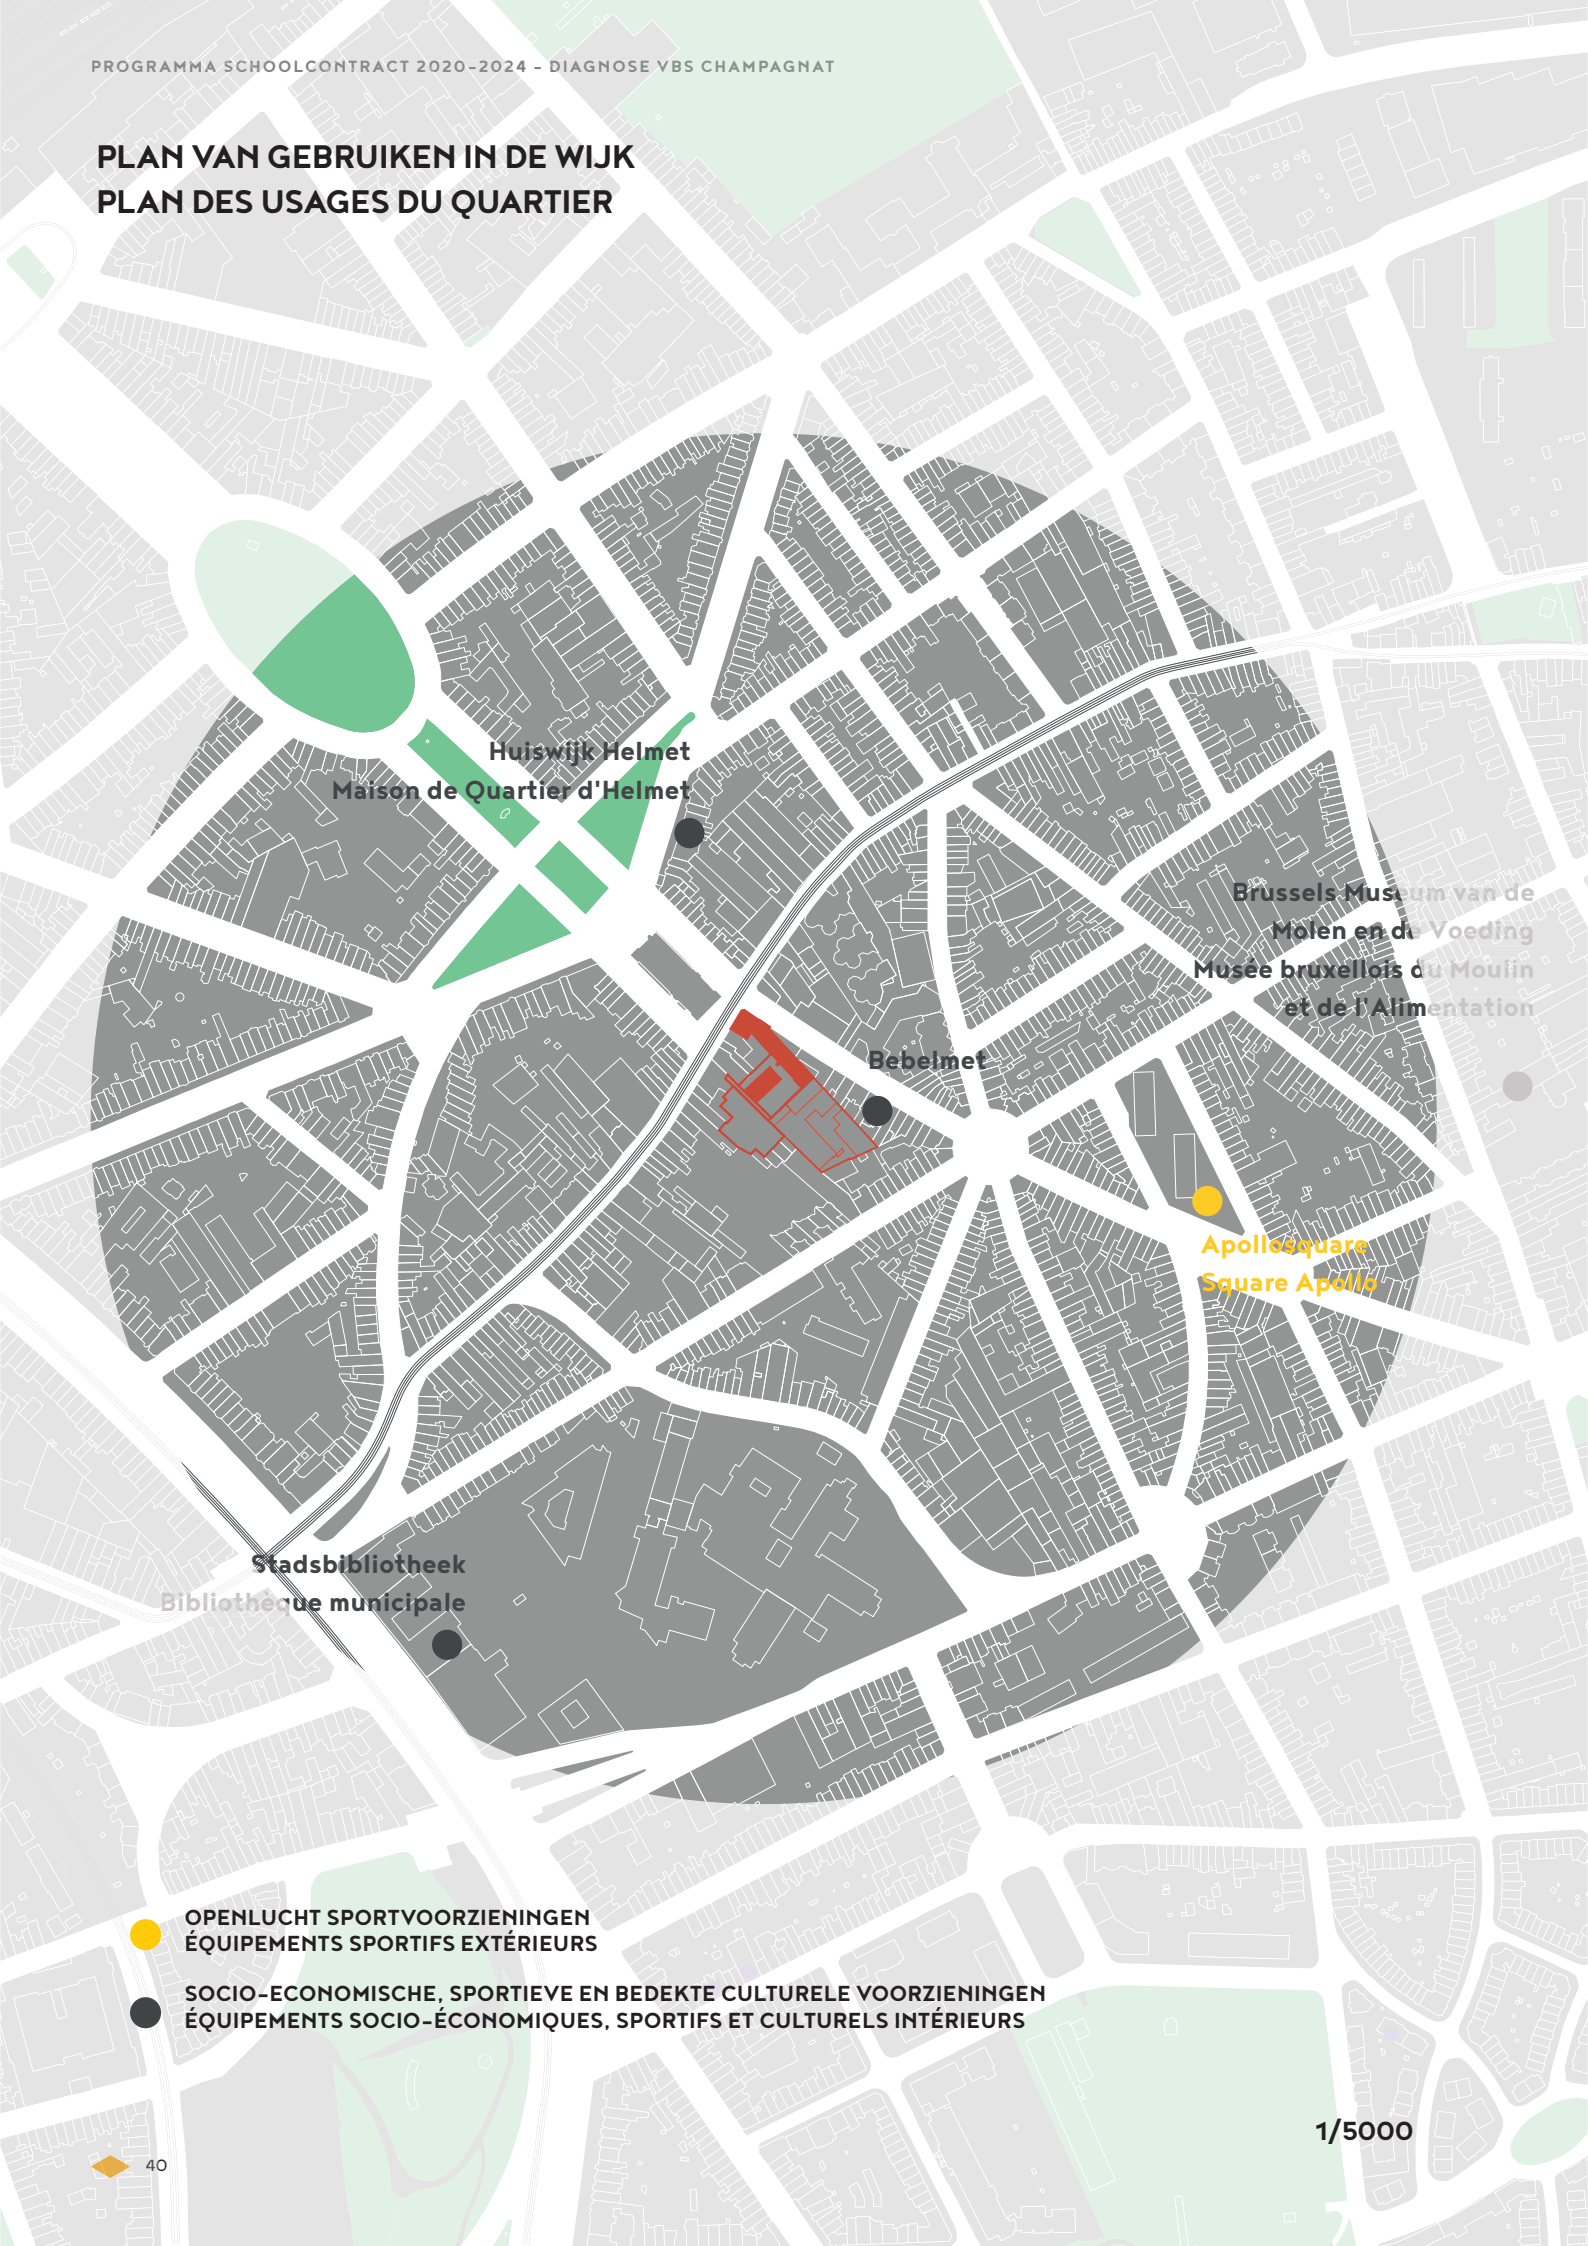 PROGRAMMA SCHOOLCONTRACT 2020-2024 - DIAGNOSE VBS CHAMPAGNAT
PLAN VAN GEBRUIKEN IN DE WIJK
PLAN DES USAGES DU QUARTIER
Huiswijk Helmet
Maison de Quartier d'Helmet
Brussels Museum van de
Molen en de Voeding
Musée bruxellois du Moulin
et de l'Alimentation
Bebelmet
Apollosquare
Square Apollo
Stadsbibliotheek
Bibliothèque municipale
OPENLUCHT SPORTVOORZIENINGEN
ÉQUIPEMENTS SPORTIFS EXTÉRIEURS
SOCIO-ECONOMISCHE, SPORTIEVE EN BEDEKTE CULTURELE VOORZIENINGEN
ÉQUIPEMENTS SOCIO-ÉCONOMIQUES, SPORTIFS ET CULTURELS INTÉRIEURS
1/5000
40